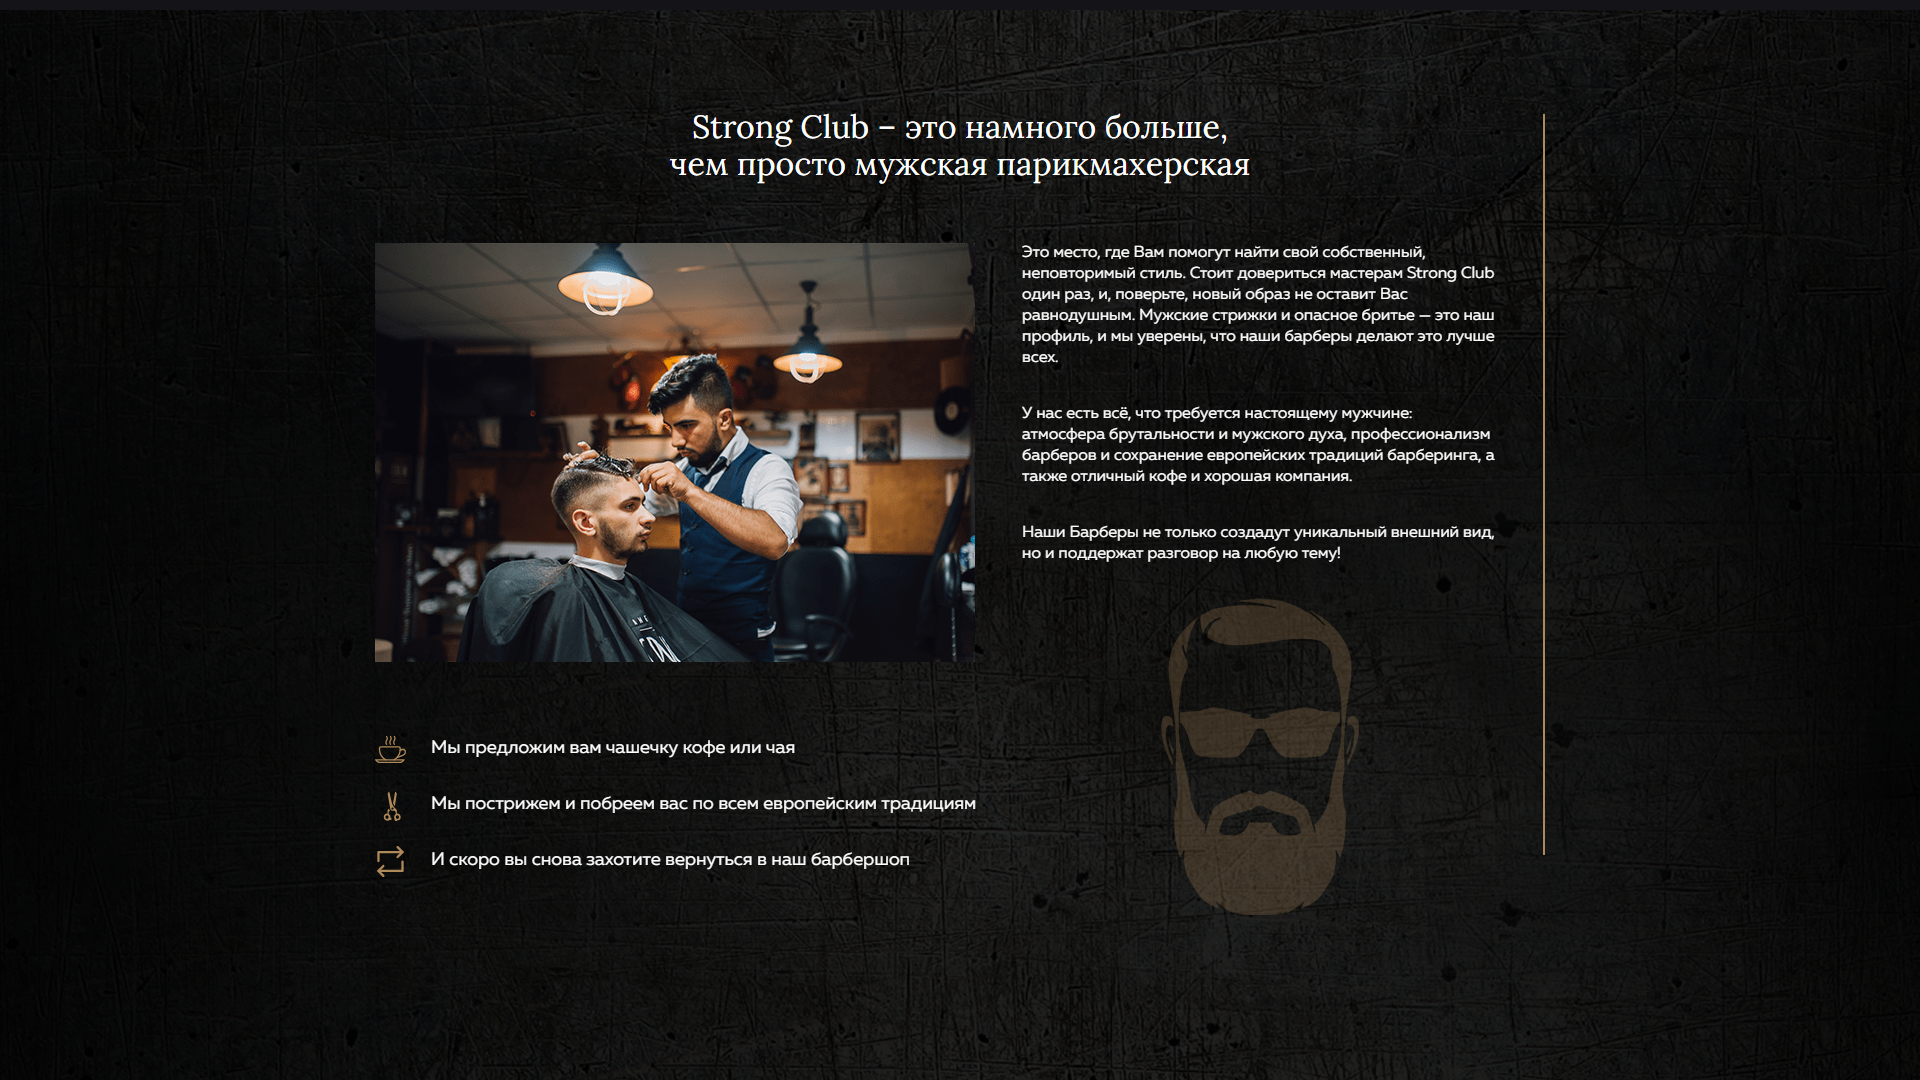 Strong Club – это намного больше,
чем просто мужская парикмахерская
Это место, где Вам помогут найти свой собственный,
неповторимый стиль. Стоит довериться мастерам Strong Club
один раз, и, поверьте, новый образ не оставит Вас
равнодушным. Мужские стрижки и опасное бритье — это наш
профиль, и мы уверены, что наши барберы делают это лучше
всех.
У нас есть всё, что требуется настоящему мужчине:
атмосфера брутальности и мужского духа, профессионализм
барберов и сохранение европейских традиций барберинга, а
также отличный кофе и хорошая компания.
Наши Барберы не только создадут уникальный внешний вид,
но и поддержат разговор на любую тему!
Мы предложим вам чашечку кофе или чая
Мы пострижем и побреем вас по всем европейским традициям
И скоро вы снова захотите вернуться в наш барбершоп